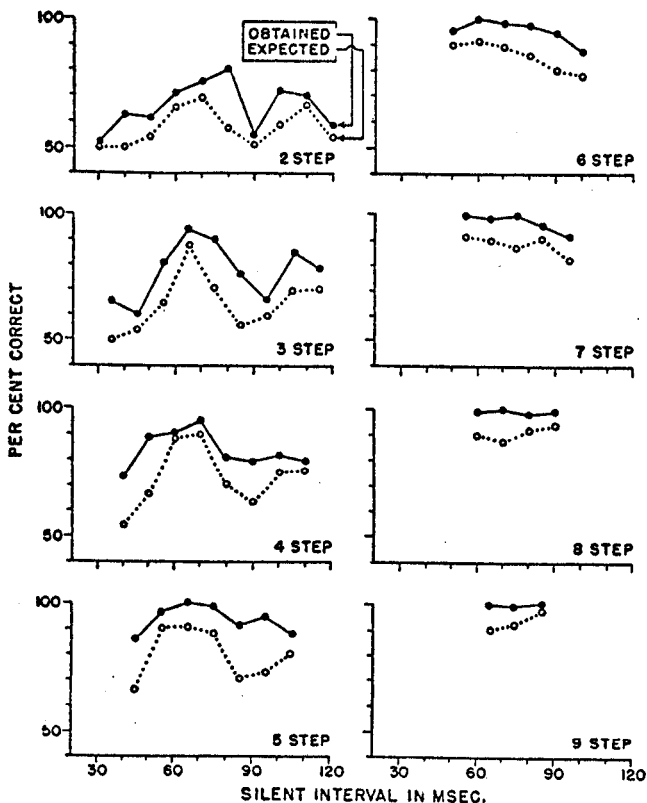 100
50
OBTAINED
EXPECTED
2 STEP
6 STEP
100
50
3 STEP
7 STEP
PER CENT CORRECT
100
50
4 STEP
8 STEP
100
50
5 STEP
9 STEP
30 60 90 120 30 60 90 120
SILENT INTERVAL IN MSEC.